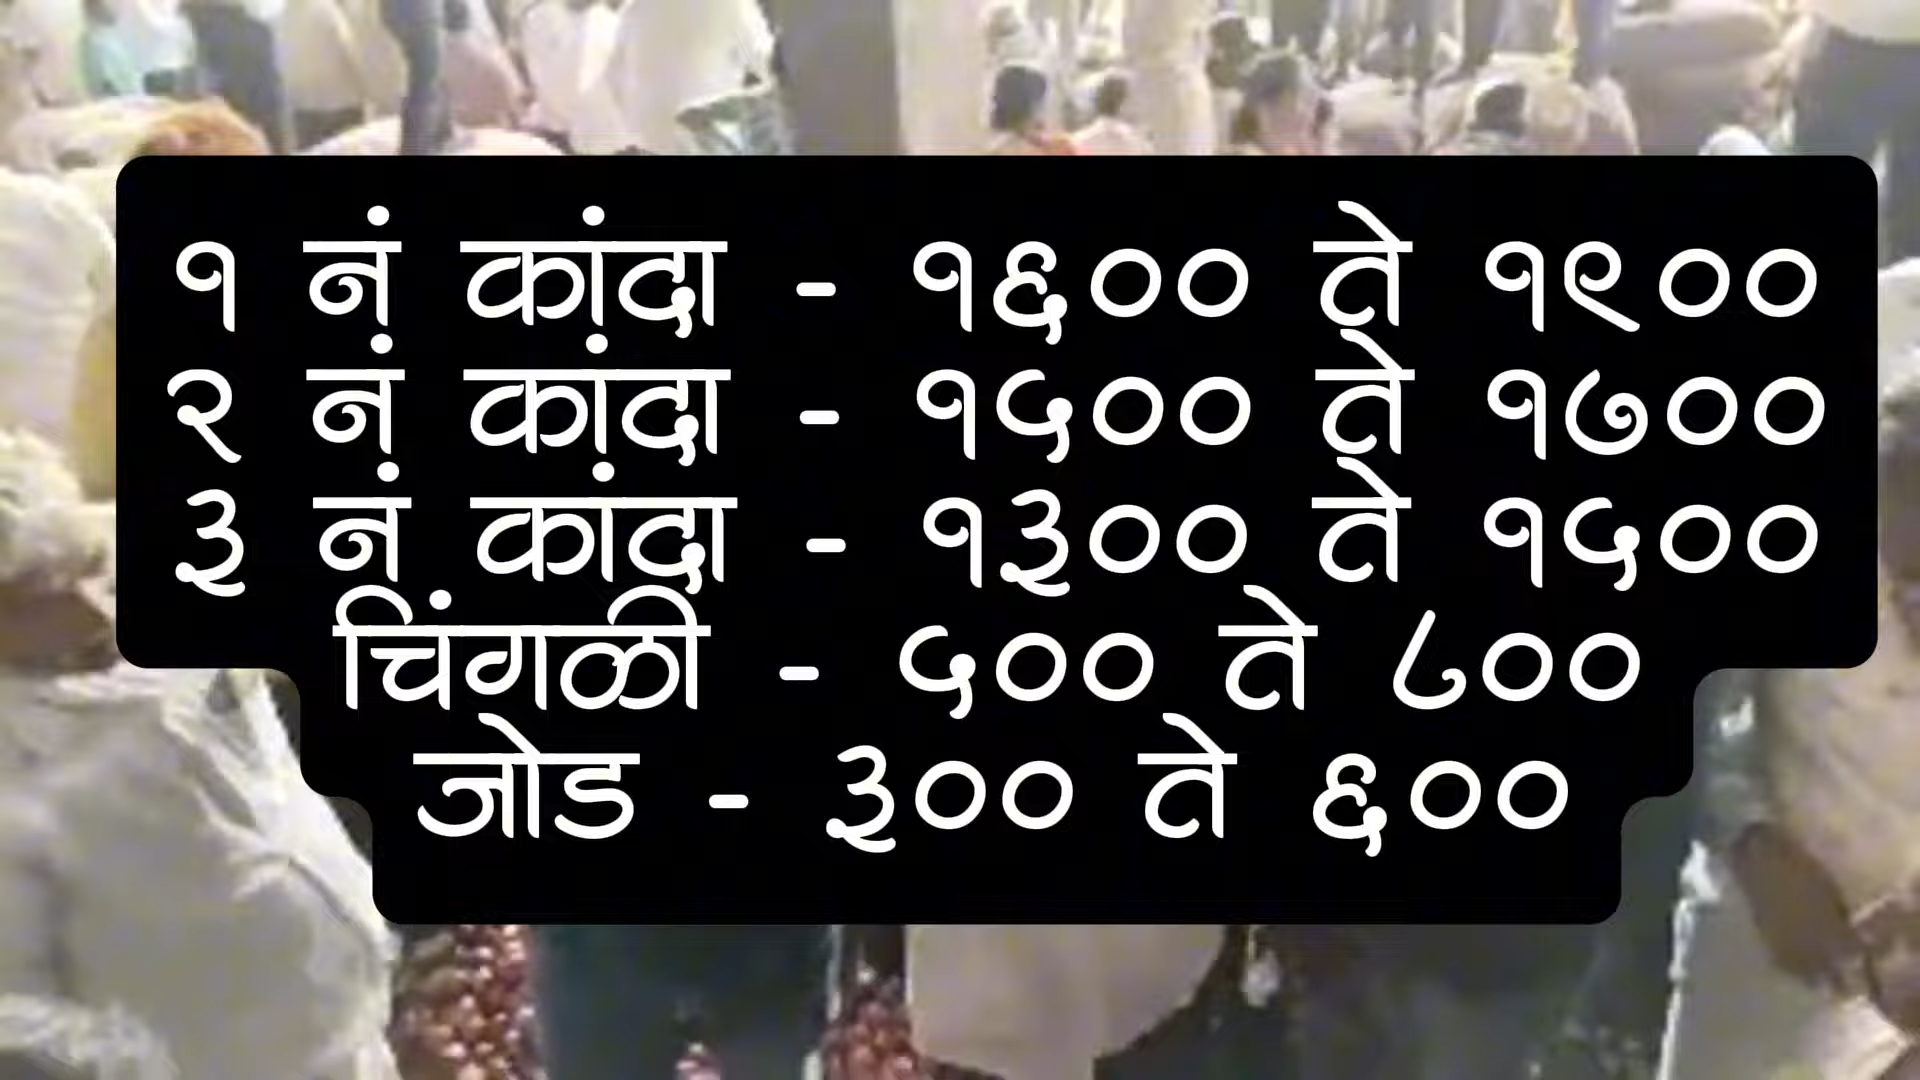 १ नं कांदा - १६०० ते १९००
२ नं कांदा - १५०० ते १७००
३ नं कांदा - १३०० ते १५००
चिंगळी - ५०० ते ८००
जोड - ३०० ते ६००